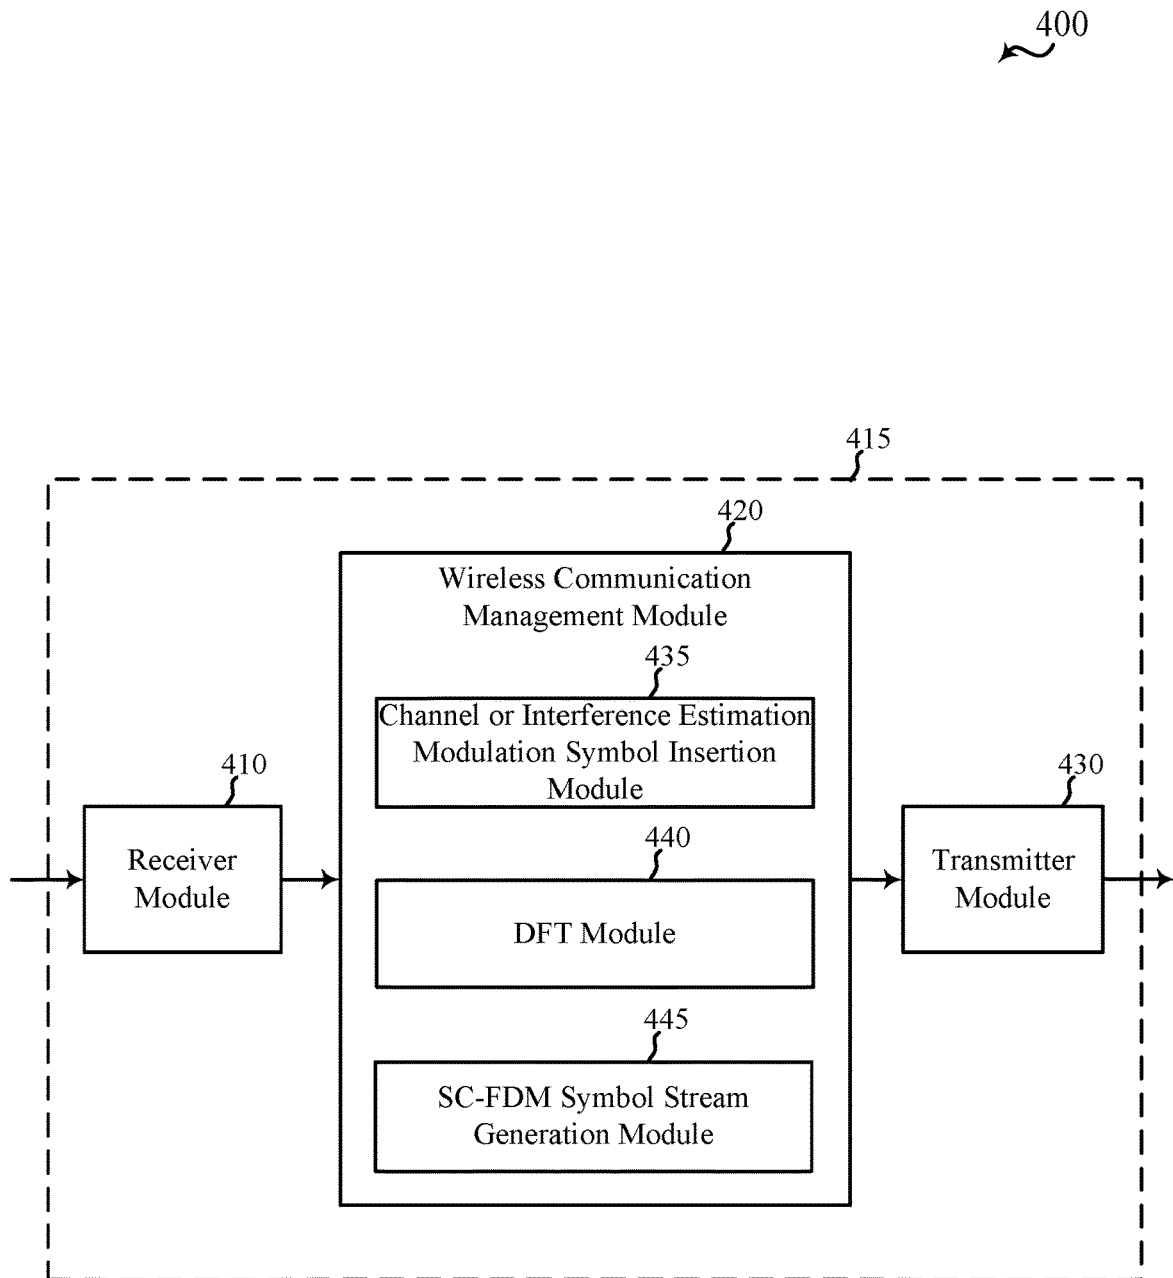 400
415
420
Wireless Communication
Management Module
435
Channel or Interference Estimation
Modulation Symbol Insertion
Module
410
Receiver
Module
430
Transmitter
Module
440
DFT Module
445
SC-FDM Symbol Stream
Generation Module